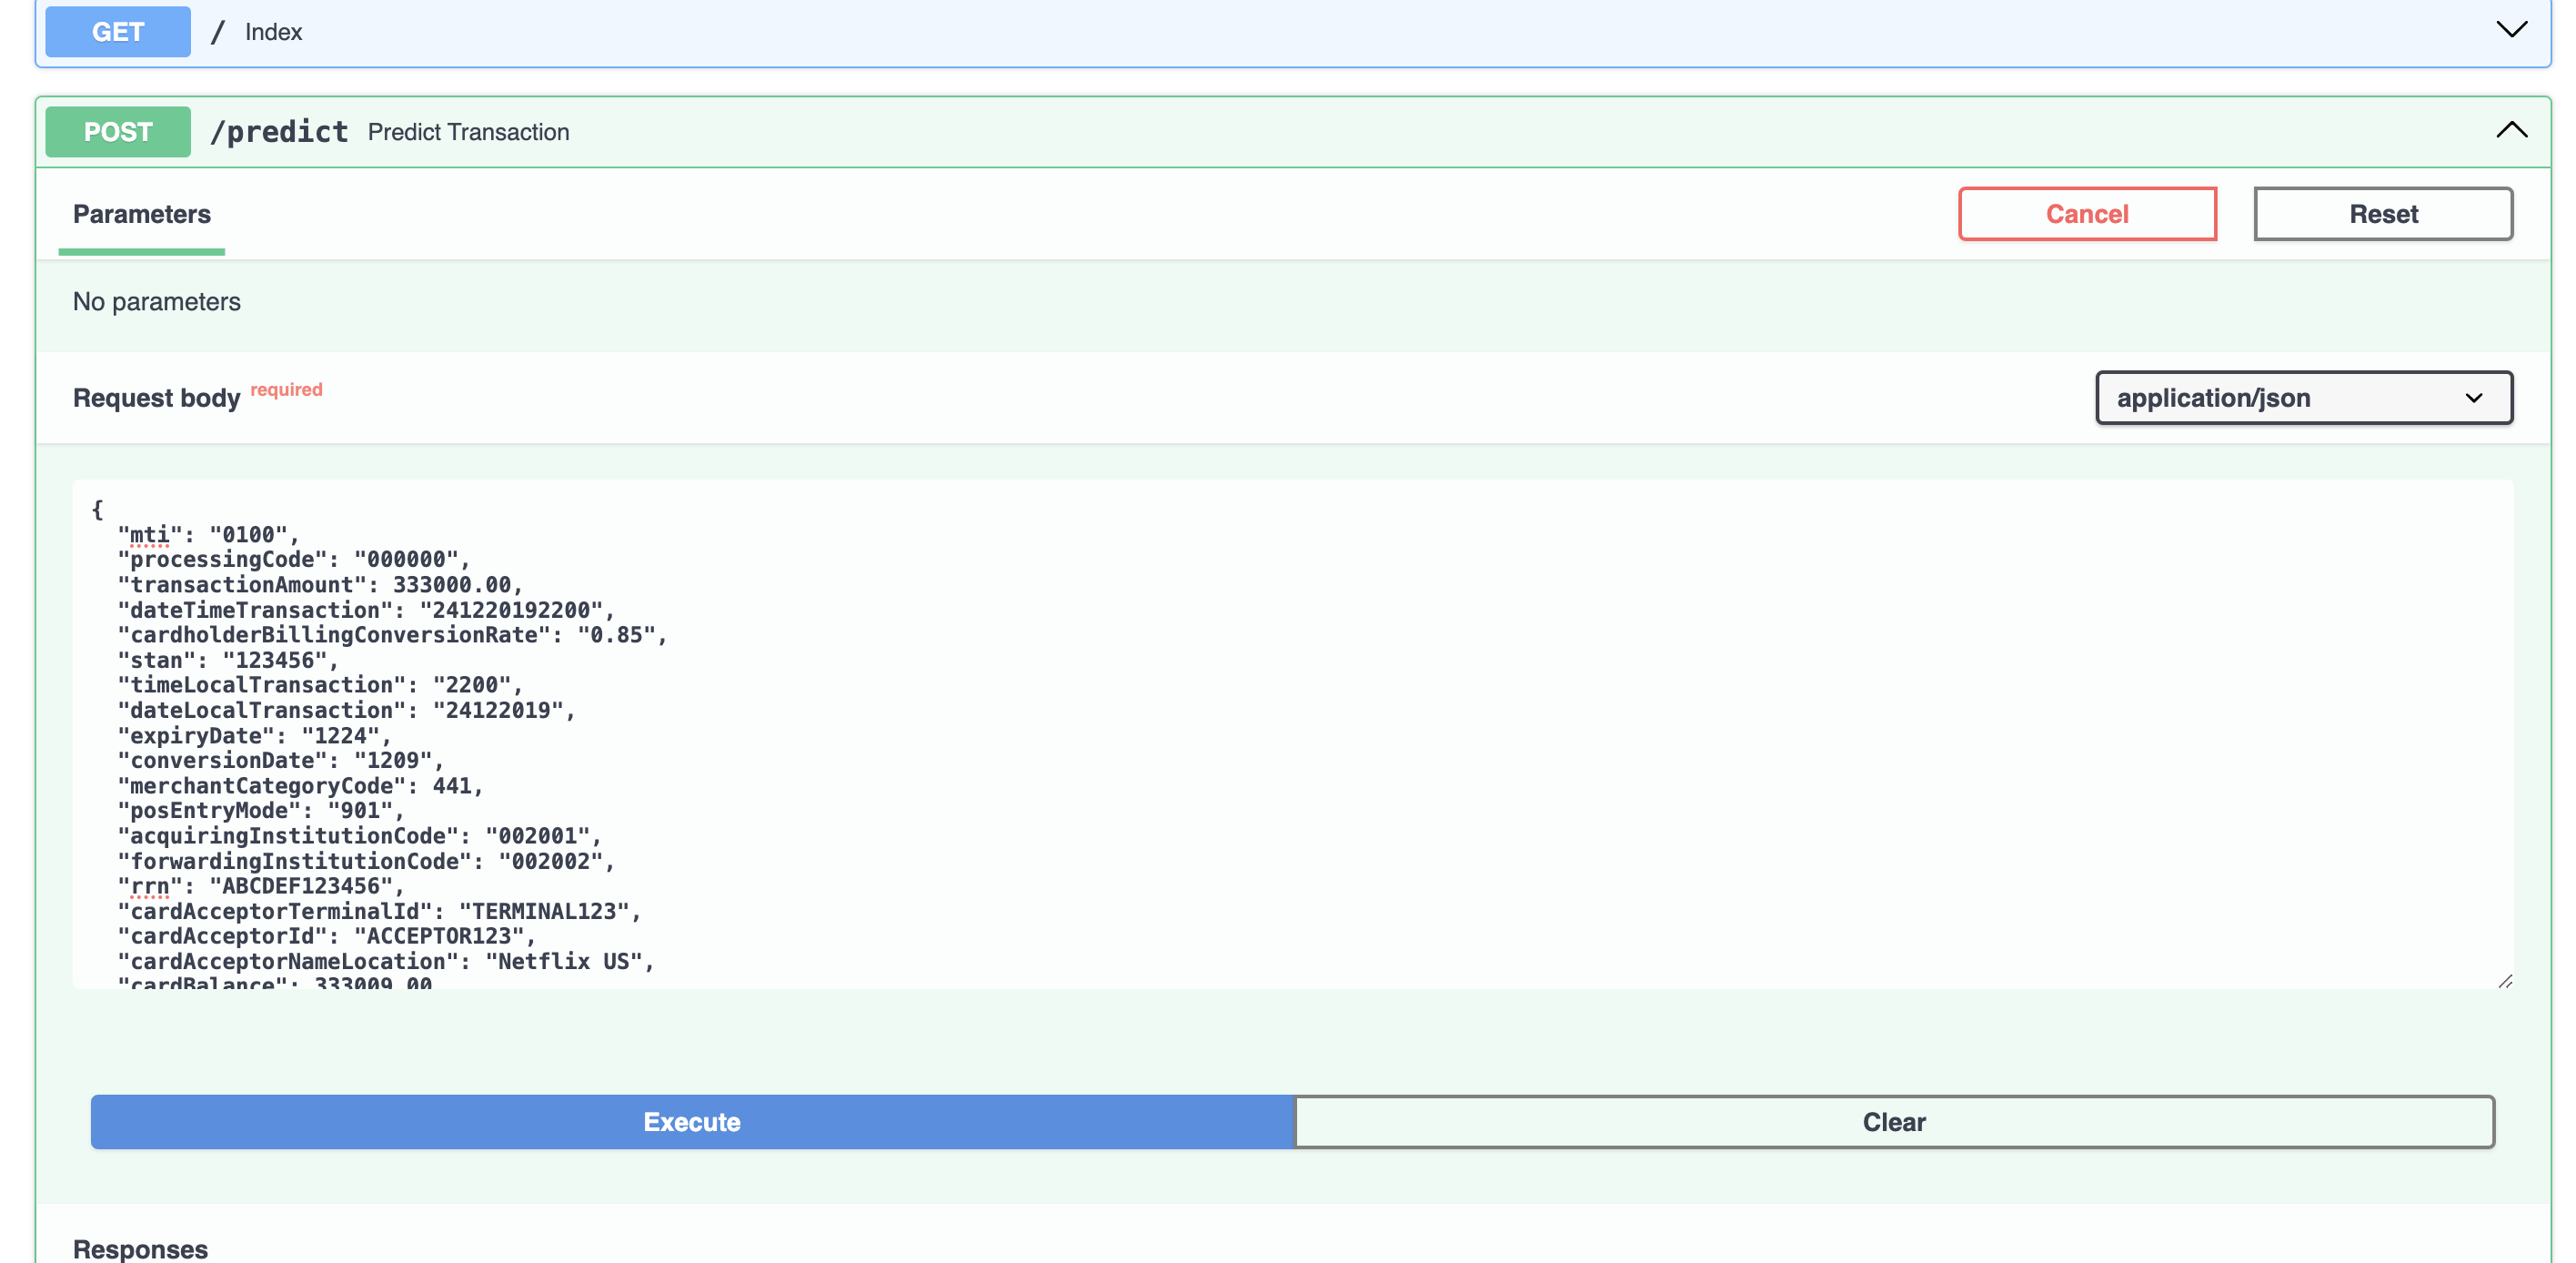 GET / Index
POST /predict Predict Transaction
Parameters
Cancel
Reset
No parameters
Request body required
application/json
{
"mti": "0100",
"processingCode": "000000",
"transactionAmount": 333000.00,
"dateTimeTransaction": "241220192200",
"cardholderBillingConversionRate": "0.85",
"stan": "123456",
"timeLocalTransaction": "2200",
"dateLocalTransaction": "24122019",
"expiryDate": "1224",
"conversionDate": "1209",
"merchantCategoryCode": 441,
"posEntryMode": "901",
"acquiringInstitutionCode": "002001",
"forwardingInstitutionCode": "002002",
"rrn": "ABCDEF123456",
"cardAcceptorTerminalId": "TERMINAL123",
"cardAcceptorId": "ACCEPTOR123",
"cardAcceptorNameLocation": "Netflix US",
"cardBalance": 333009.00
Execute
Clear
Responses